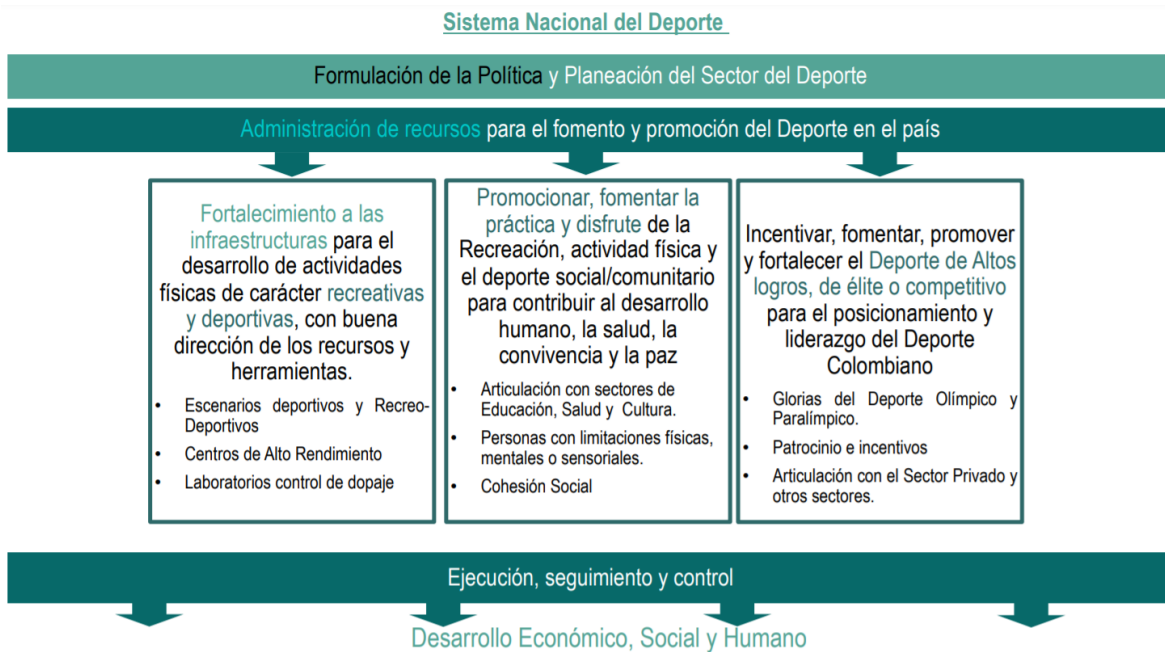 Sistema Nacional del Deporte
Formulación de la Política y Planeación del Sector del Deporte
Administración de recursos para el fomento y promoción del Deporte en el país
Fortalecimiento a las
infraestructuras para el
desarrollo de actividades
físicas de carácter recreativas
y deportivas, con buena
dirección de los recursos y
herramientas.
• Escenarios deportivos y Recreo-
Deportivos
• Centros de Alto Rendimiento
• Laboratorios control de dopaje
Promocionar, fomentar la
práctica y disfrute de la
Recreación, actividad física y
el deporte social/comunitario
para contribuir al desarrollo
humano, la salud, la
convivencia y la paz
• Articulación con sectores de
Educación, Salud y Cultura.
• Personas con limitaciones físicas,
mentales o sensoriales.
• Cohesión Social
Incentivar, fomentar, promover
y fortalecer el Deporte de Altos
logros, de élite o competitivo
para el posicionamiento y
liderazgo del Deporte
Colombiano
• Glorias del Deporte Olímpico y
Paralímpico.
• Patrocinio e incentivos
• Articulación con el Sector Privado y
otros sectores.
Ejecución, seguimiento y control
Desarrollo Económico, Social y Humano